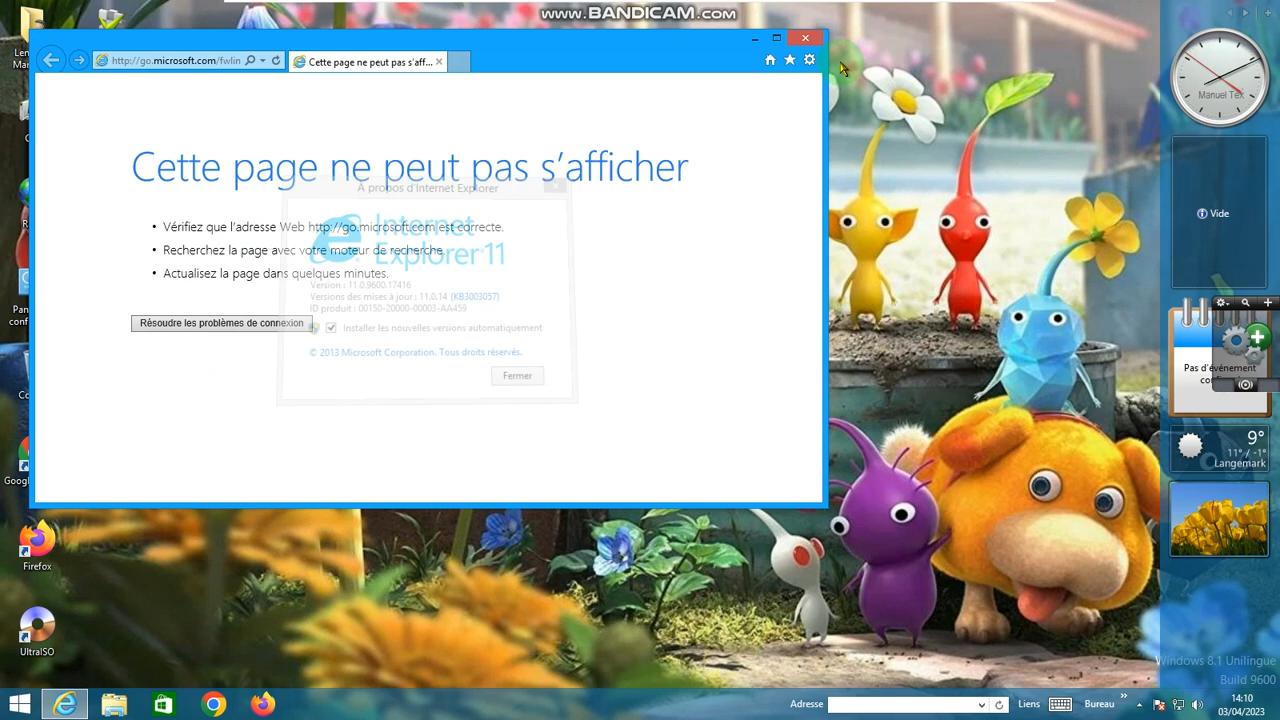 www.BANDICAM.com
http://go.microsoft.com/fwlin
Cette page ne peut pas s'aff...
Cette page ne peut pas s'afficher
• Vérifiez que l'adresse Web http://go.microsoft.com est correcte.
• Recherchez la page avec votre moteur de recherche.
• Actualisez la page dans quelques minutes.
Résoudre les problèmes de connexion
À propos d'Internet Explorer
Internet
Explorer 11
Version : 11.0.9600.17416
Versions des mises à jour : 11.0.14 (KB3003057)
ID produit : 00150-20000-00003-AA459
Installer les nouvelles versions automatiquement
© 2013 Microsoft Corporation. Tous droits réservés.
Fermer
Manuel Tex
Vide
Pas d'événement
9°
11° / -1°
Langemark
Firefox
UltraISO
Windows 8.1 Unilingue
Build 9600
Adresse
Liens
Bureau
14:10
03/04/2023